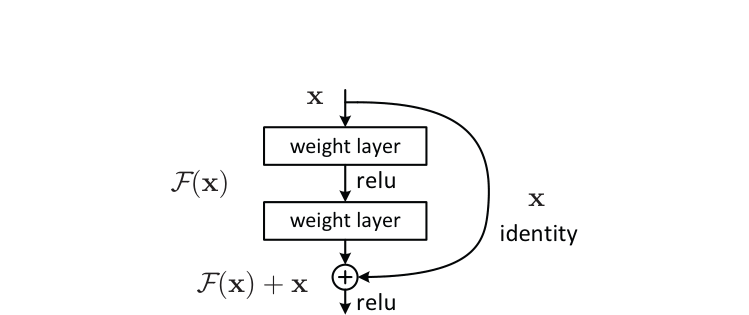 x
weight layer
relu
F(x)
weight layer
x
identity
F(x) + x
relu